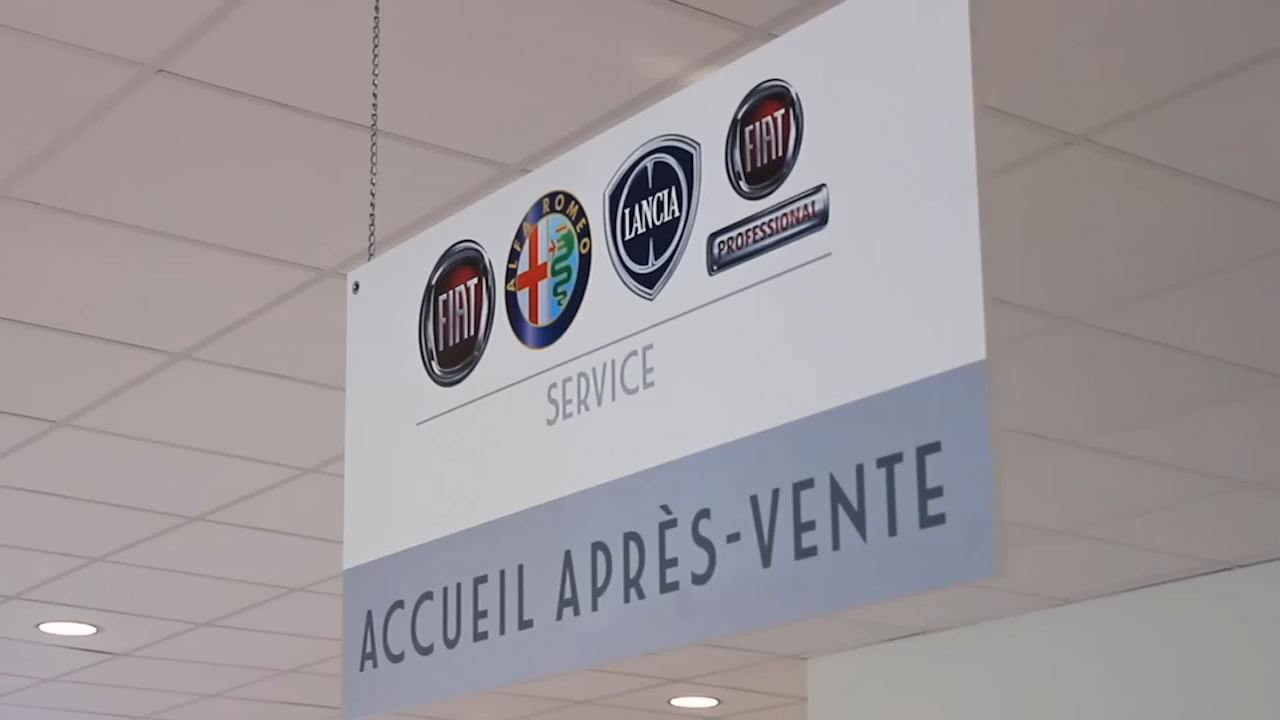 FIAT
ALFA ROMEO
LANCIA
FIAT
PROFESSIONAL
SERVICE
ACCUEIL APRÈS-VENTE